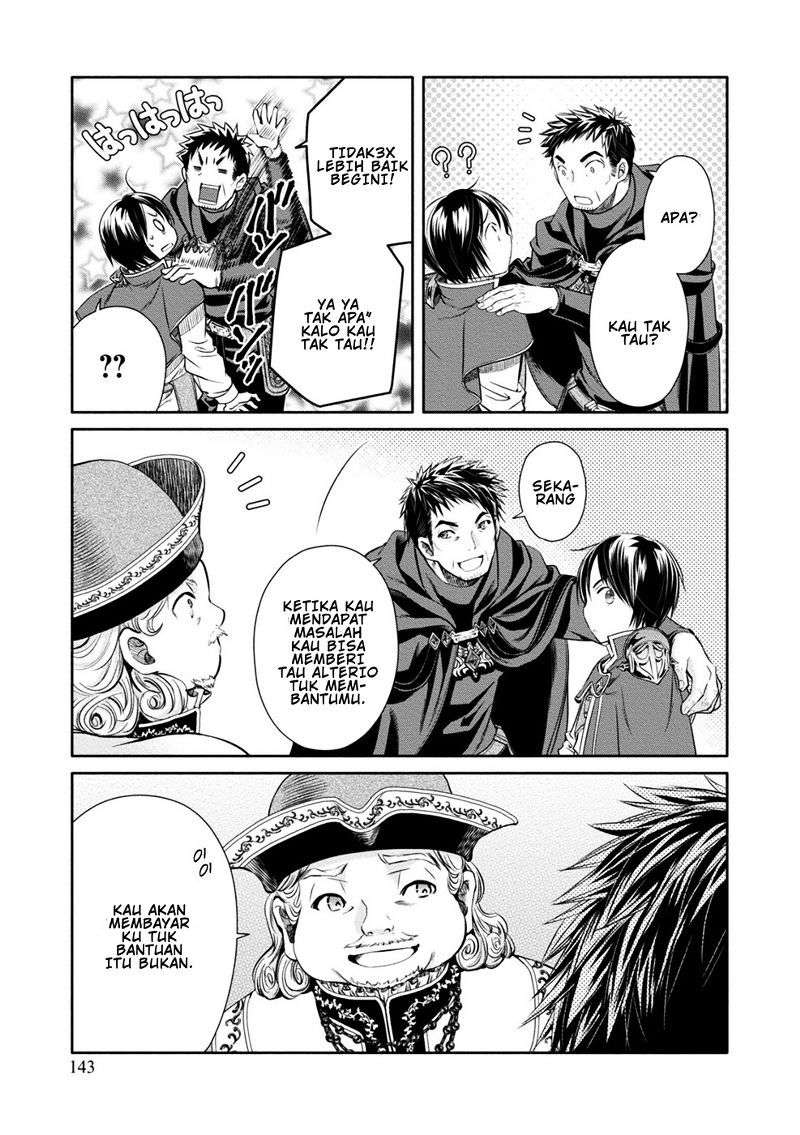 ??
APA?
KAU TAK
TAU?
TIDAK3X
LEBIH BAIK
BEGINI!
YA YA
TAK APA"
KALO KAU
TAK TAU!!
はっはっはっ
??
SEKA-
RANG
KETIKA KAU
MENDAPAT
MASALAH
KAU BISA
MEMBERI
TAU ALTERIO
TUK MEM-
BANTUMU.
OI
OI
KAU AKAN
MEMBAYAR
KU TUK
BANTUAN
ITU BUKAN.
143